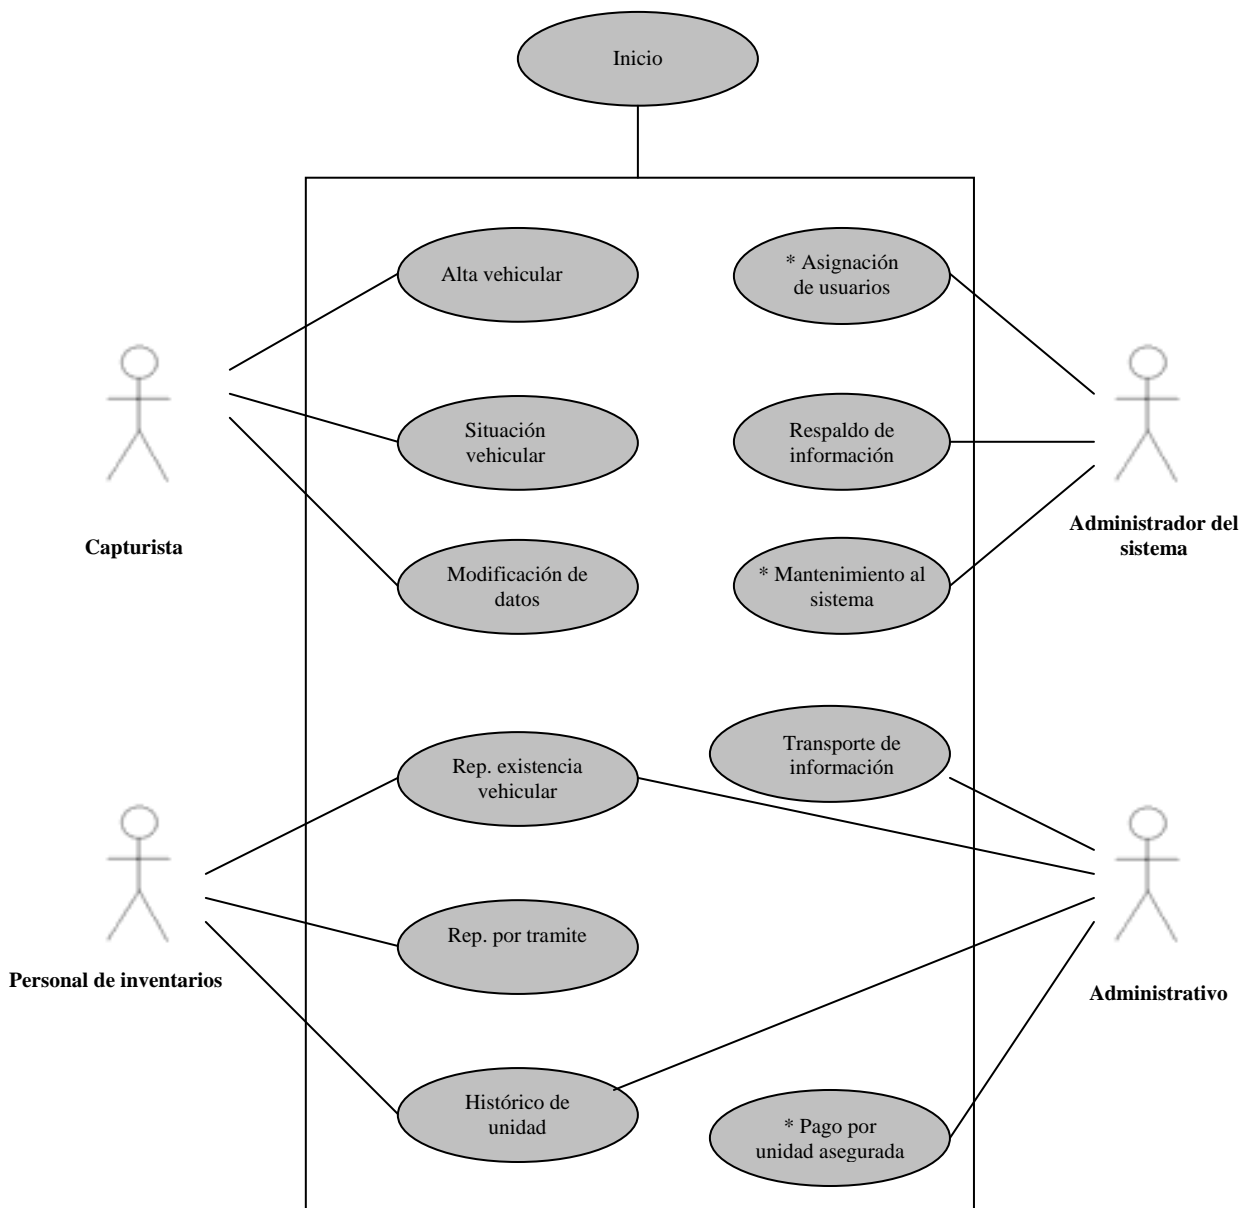 Inicio
Alta vehicular
* Asignación
de usuarios
Situación
vehicular
Respaldo de
información
Capturista
Administrador del
sistema
Modificación de
datos
* Mantenimiento al
sistema
Rep. existencia
vehicular
Transporte de
información
Rep. por tramite
Personal de inventarios
Administrativo
Histórico de
unidad
* Pago por
unidad asegurada